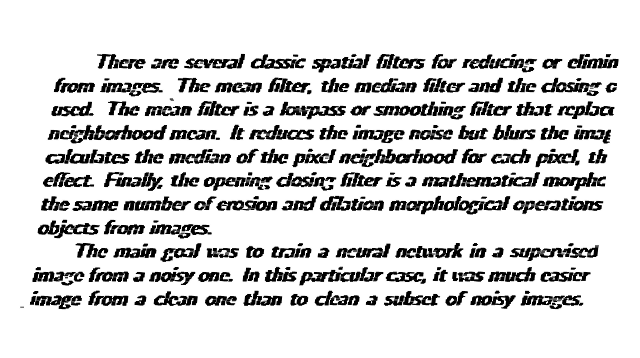 There are several classic spatial filters for reducing or elimin
from images. The mean filter, the median filter and the closing o
used. The mean filter is a lowpass or smoothing filter that replace
neighborhood mean. It reduces the image noise but blurs the imag
calculates the median of the pixel neighborhood for each pixel, th
effect. Finally, the opening closing filter is a mathematical morpho
the same number of erosion and dilation morphological operations
objects from images.
The main goal was to train a neural network in a supervised
image from a noisy one. In this particular case, it was much easier
image from a clean one than to clean a subset of noisy images.